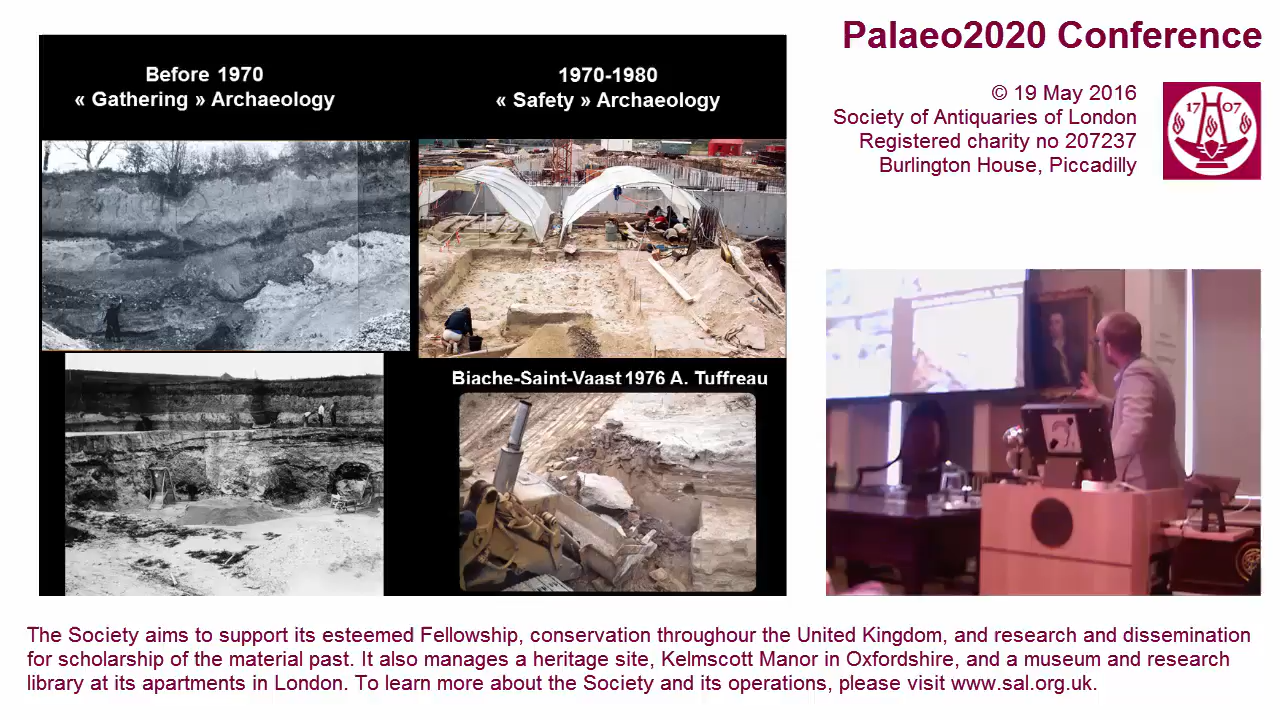 Before 1970
« Gathering » Archaeology
1970-1980
« Safety » Archaeology
Biache-Saint-Vaast 1976 A. Tuffreau
Palaeo2020 Conference
© 19 May 2016
Society of Antiquaries of London
Registered charity no 207237
Burlington House, Piccadilly
17 07
The Society aims to support its esteemed Fellowship, conservation throughour the United Kingdom, and research and dissemination
for scholarship of the material past. It also manages a heritage site, Kelmscott Manor in Oxfordshire, and a museum and research
library at its apartments in London. To learn more about the Society and its operations, please visit www.sal.org.uk.